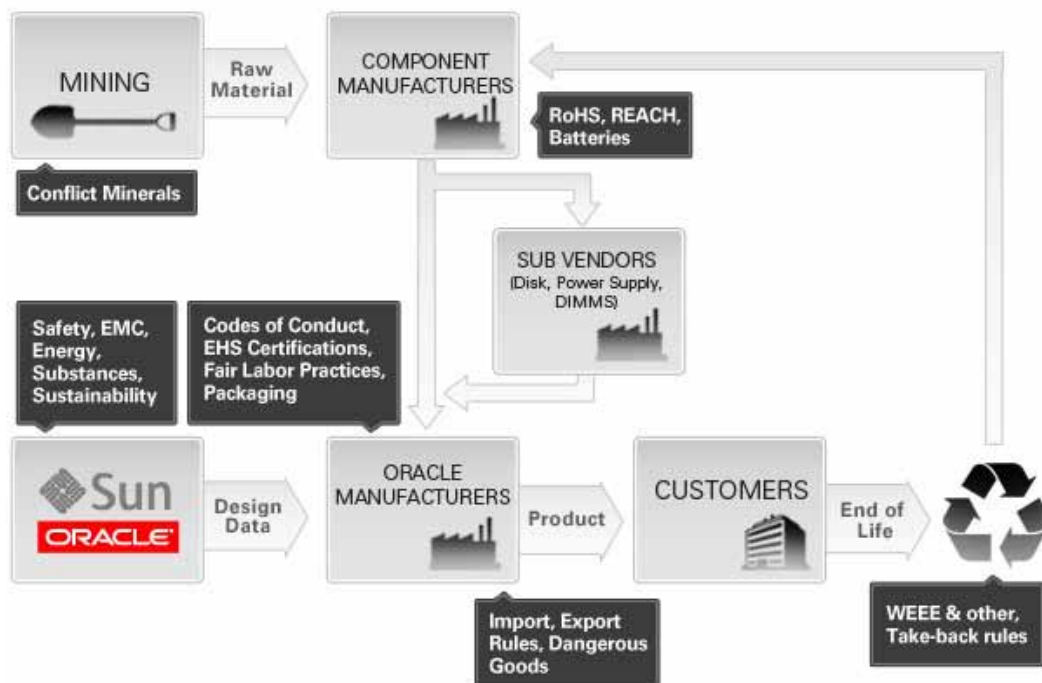 MINING
Raw
Material
COMPONENT
MANUFACTURERS
RoHS, REACH,
Batteries
Conflict Minerals
SUB VENDORS
(Disk, Power Supply,
DIMMS)
Safety, EMC,
Energy,
Substances,
Sustainability
Codes of Conduct,
EHS Certifications,
Fair Labor Practices,
Packaging
Sun
ORACLE
Design
Data
ORACLE
MANUFACTURERS
Product
CUSTOMERS
End of
Life
Import, Export
Rules, Dangerous
Goods
WEEE & other,
Take-back rules